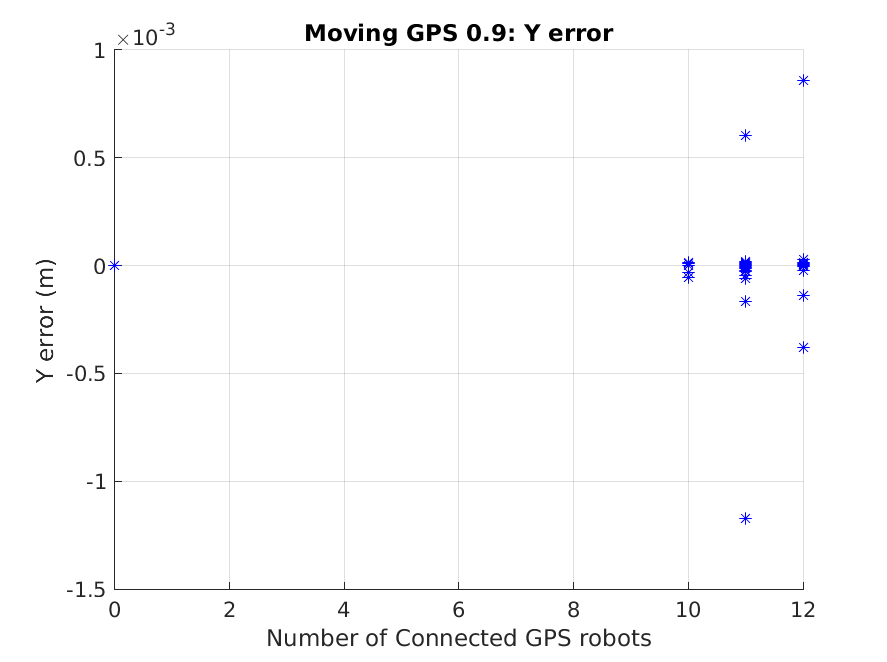 Moving GPS 0.9: Y error
×10-3
1
0.5
0
-0.5
-1
-1.5
Y error (m)
0 2 4 6 8 10 12
Number of Connected GPS robots